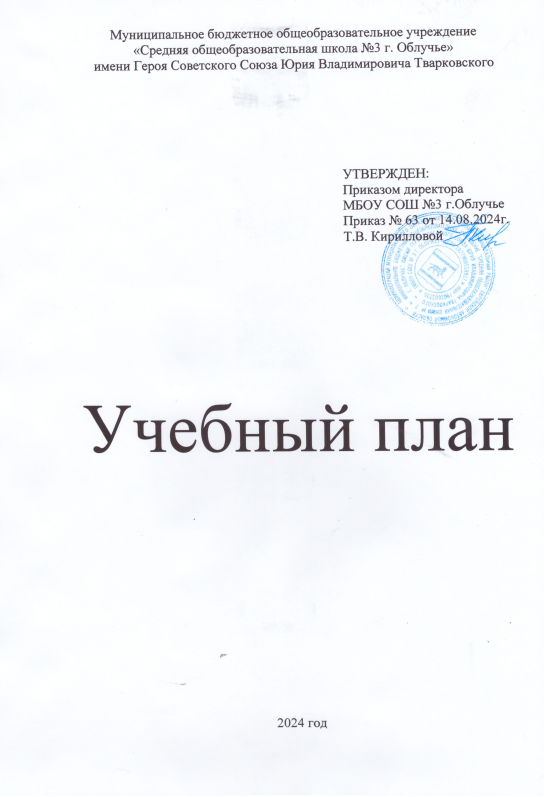 Муниципальное бюджетное общеобразовательное учреждение
«Средняя общеобразовательная школа №3 г. Облучье»
имени Героя Советского Союза Юрия Владимировича Тварковского
УТВЕРЖДЕН:
Приказом директора
МБОУ СОШ №3 г.Облучье
Приказ № 63 от 14.08.2024г.
Т.В. Кирилловой
Учебный план
2024 год